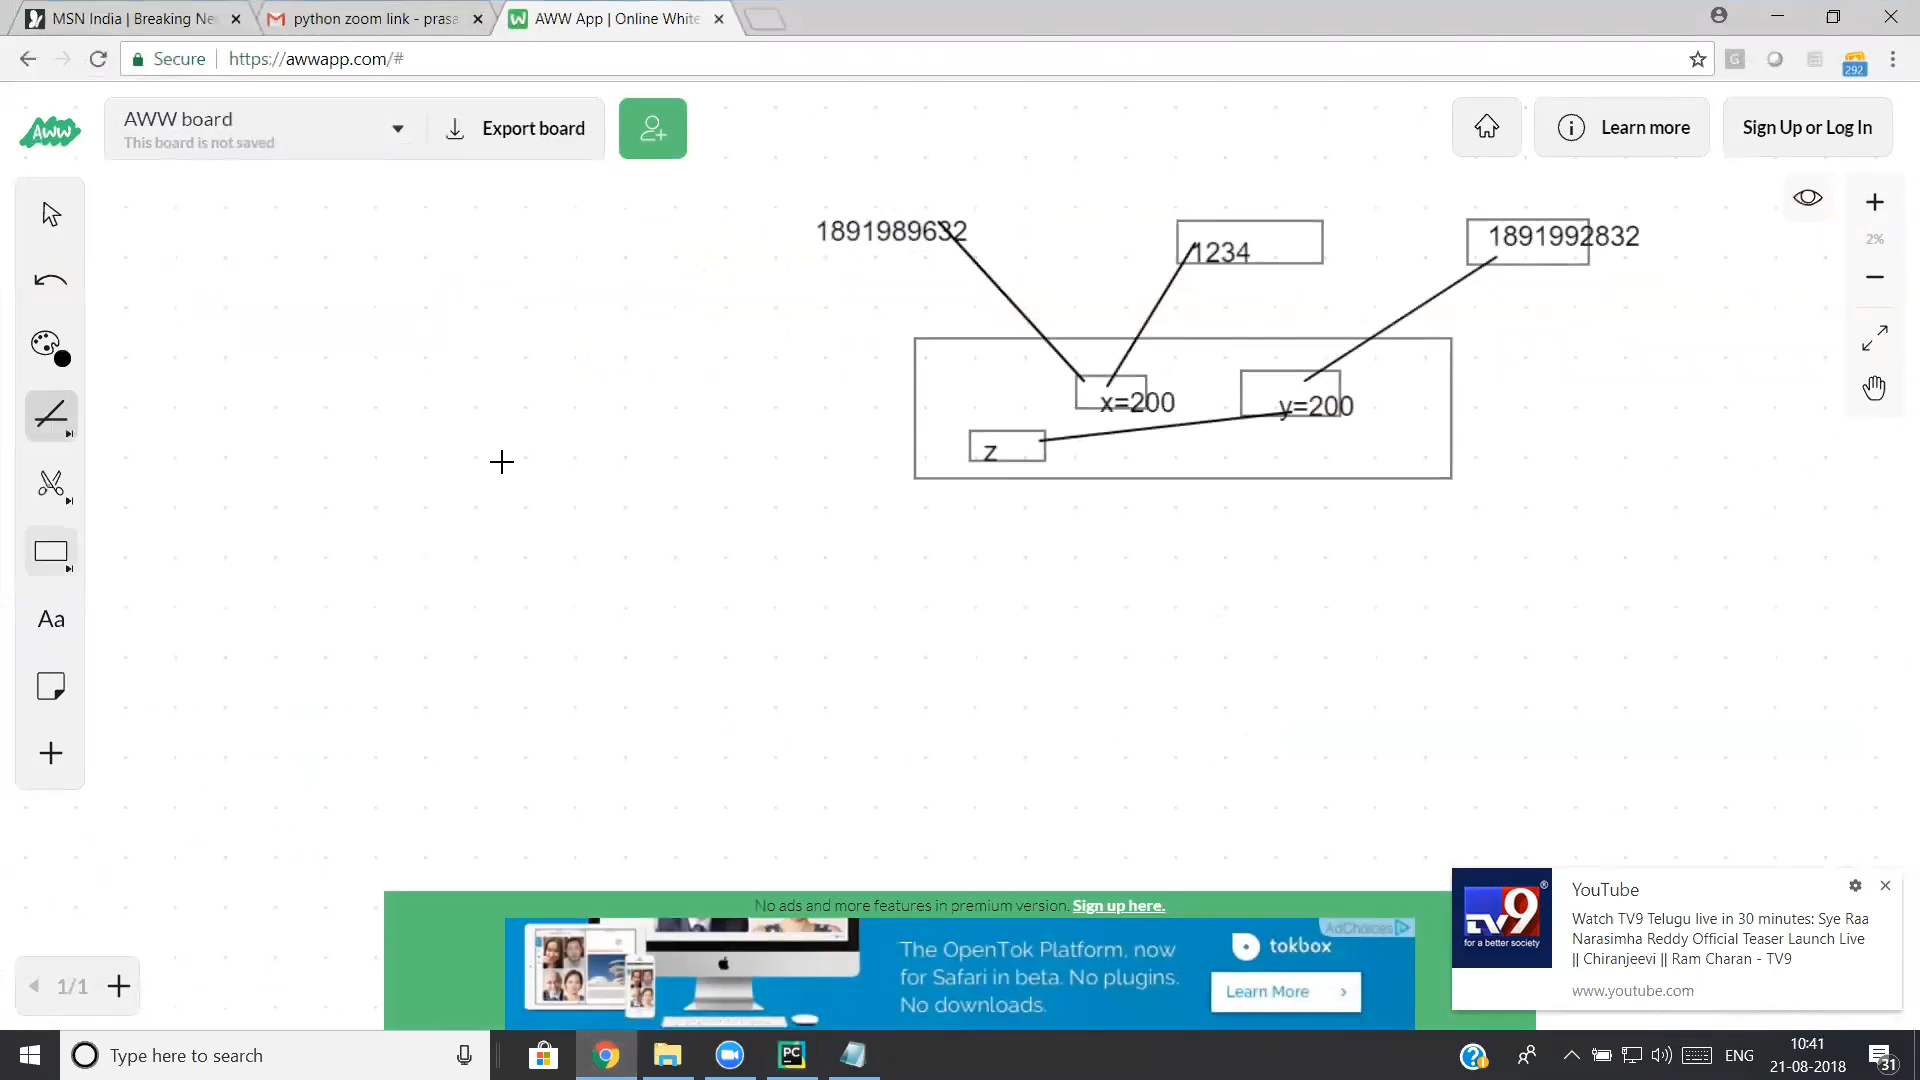 MSN India | Breaking Ne
python zoom link - prasa
AWW App | Online White
Secure
https://awwapp.com/#
G
292
AWW
AWW board
This board is not saved
Export board
Learn more
Sign Up or Log In
2%
1891989632
1234
1891992832
x=200
y=200
z
Aa
1/1
No ads and more features in premium version. Sign up here.
The OpenTok Platform, now
for Safari in beta. No plugins.
No downloads.
AdChoices
tokbox
Learn More
YouTube
Watch TV9 Telugu live in 30 minutes: Sye Raa
Narasimha Reddy Official Teaser Launch Live
|| Chiranjeevi || Ram Charan - TV9
www.youtube.com
TV9
for a better society
Type here to search
PC
ENG
10:41
21-08-2018
31